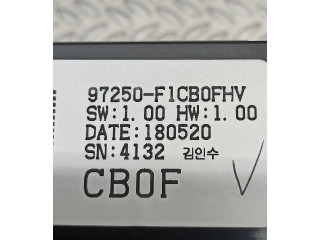 97250-F1CB0FHV
SW:1.00 HW:1.00
DATE:180520
SN:4132 김인수
CB0F